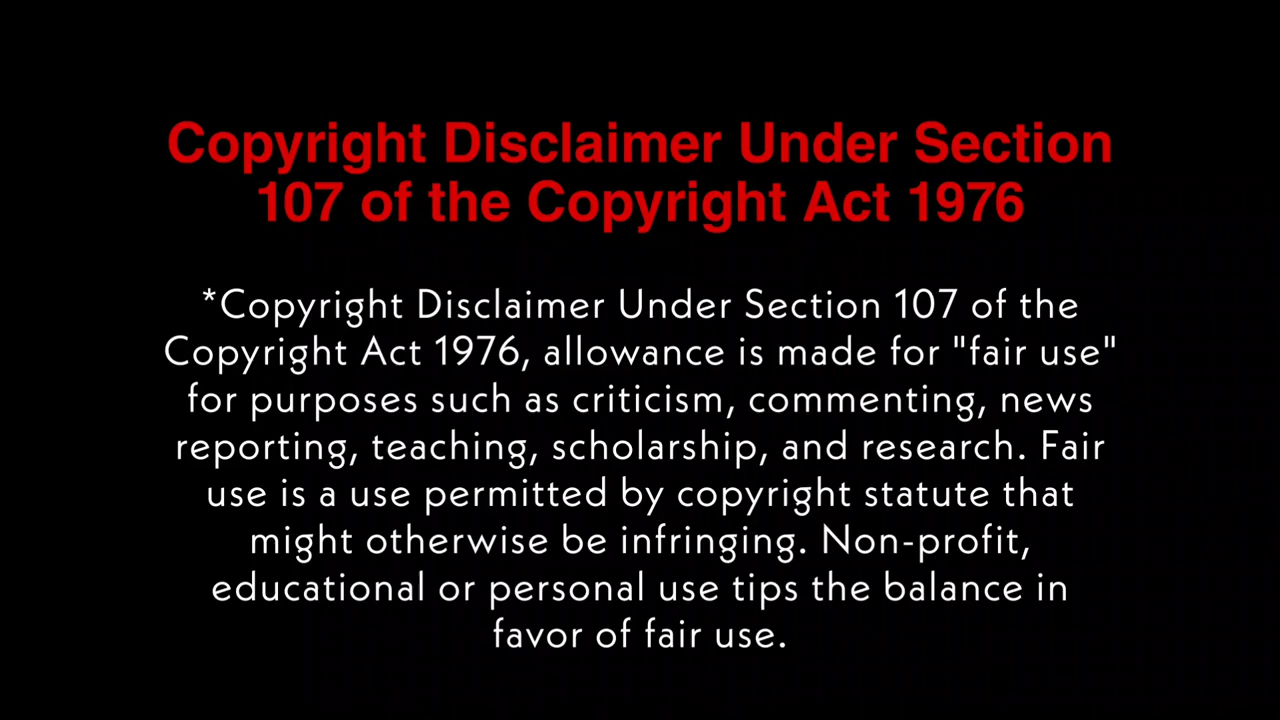 Copyright Disclaimer Under Section
107 of the Copyright Act 1976
*Copyright Disclaimer Under Section 107 of the
Copyright Act 1976, allowance is made for "fair use"
for purposes such as criticism, commenting, news
reporting, teaching, scholarship, and research. Fair
use is a use permitted by copyright statute that
might otherwise be infringing. Non-profit,
educational or personal use tips the balance in
favor of fair use.